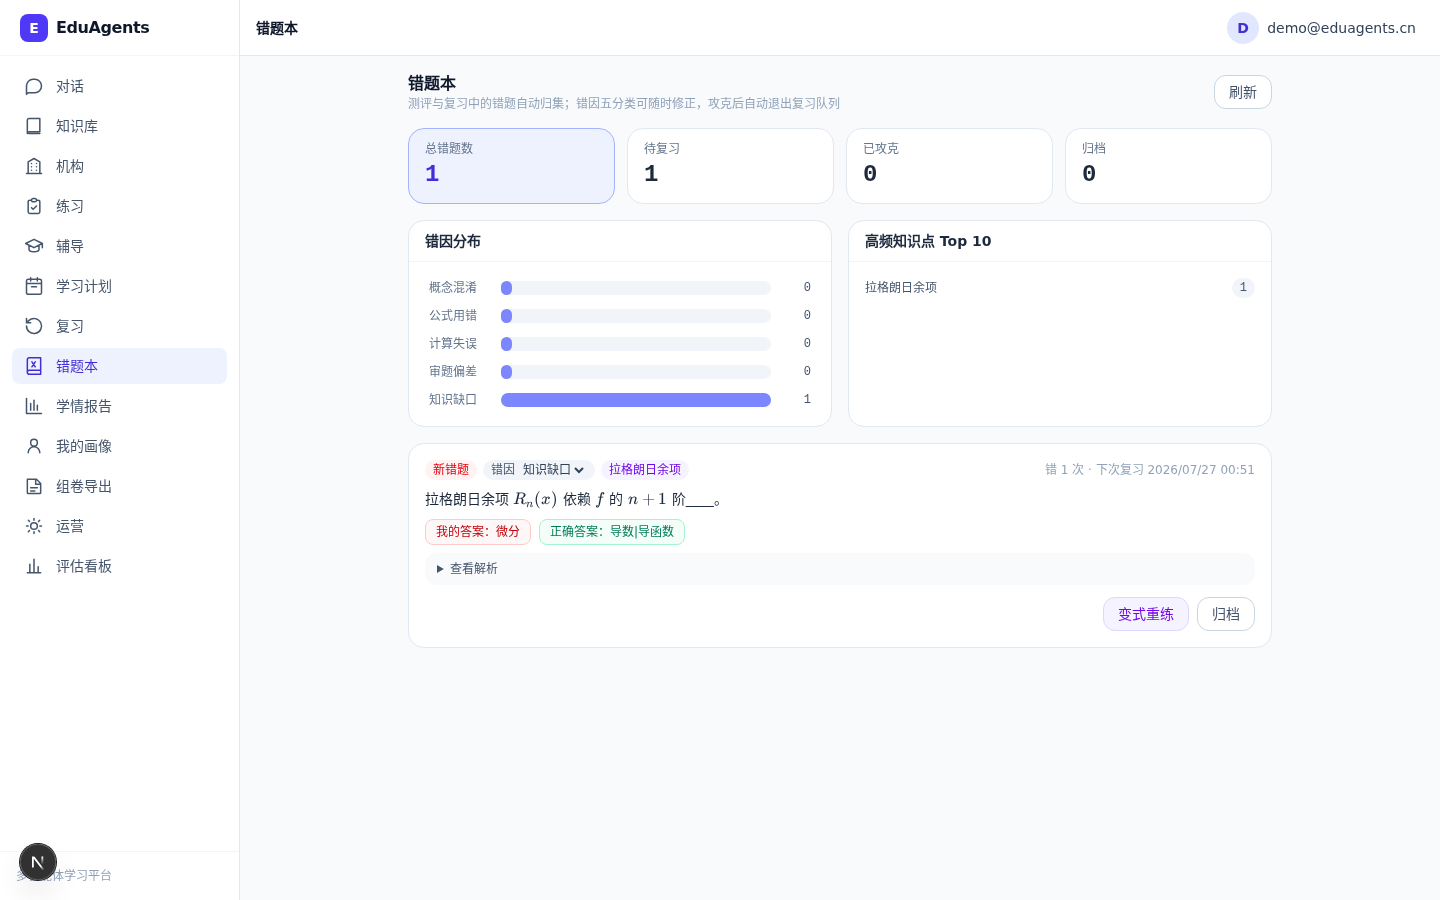 E EduAgents
错题本
D demo@eduagents.cn
对话
知识库
机构
练习
辅导
学习计划
复习
错题本
学情报告
我的画像
组卷导出
运营
评估看板
N
体学习平台
错题本
测评与复习中的错题自动归集；错因五分类可随时修正，攻克后自动退出复习队列
刷新
总错题数
1
待复习
1
已攻克
0
归档
0
错因分布
概念混淆 0
公式用错 0
计算失误 0
审题偏差 0
知识缺口 1
高频知识点 Top 10
拉格朗日余项 1
新错题 错因 知识缺口 拉格朗日余项 错 1 次 · 下次复习 2026/07/27 00:51
拉格朗日余项 Rₙ(x) 依赖 f 的 n + 1 阶____。
我的答案：微分 正确答案：导数|导函数
查看解析
变式重练 归档